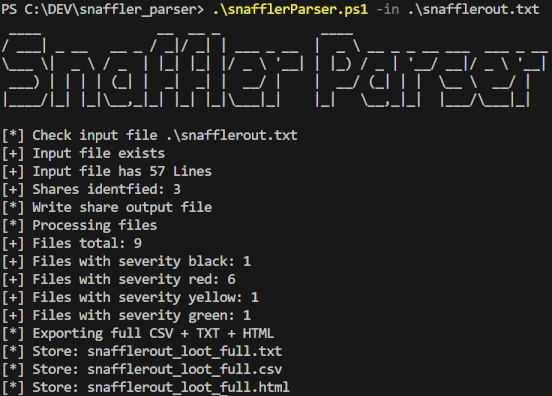 PS C:\DEV\snaffler_parser> .\snafflerParser.ps1 -in .\snafflerout.txt
Snaffler Parser
[*] Check input file .\snafflerout.txt
[+] Input file exists
[+] Input file has 57 Lines
[+] Shares identfied: 3
[*] Write share output file
[*] Processing files
[+] Files total: 9
[+] Files with severity black: 1
[+] Files with severity red: 6
[+] Files with severity yellow: 1
[+] Files with severity green: 1
[*] Exporting full CSV + TXT + HTML
[*] Store: snafflerout_loot_full.txt
[*] Store: snafflerout_loot_full.csv
[*] Store: snafflerout_loot_full.html